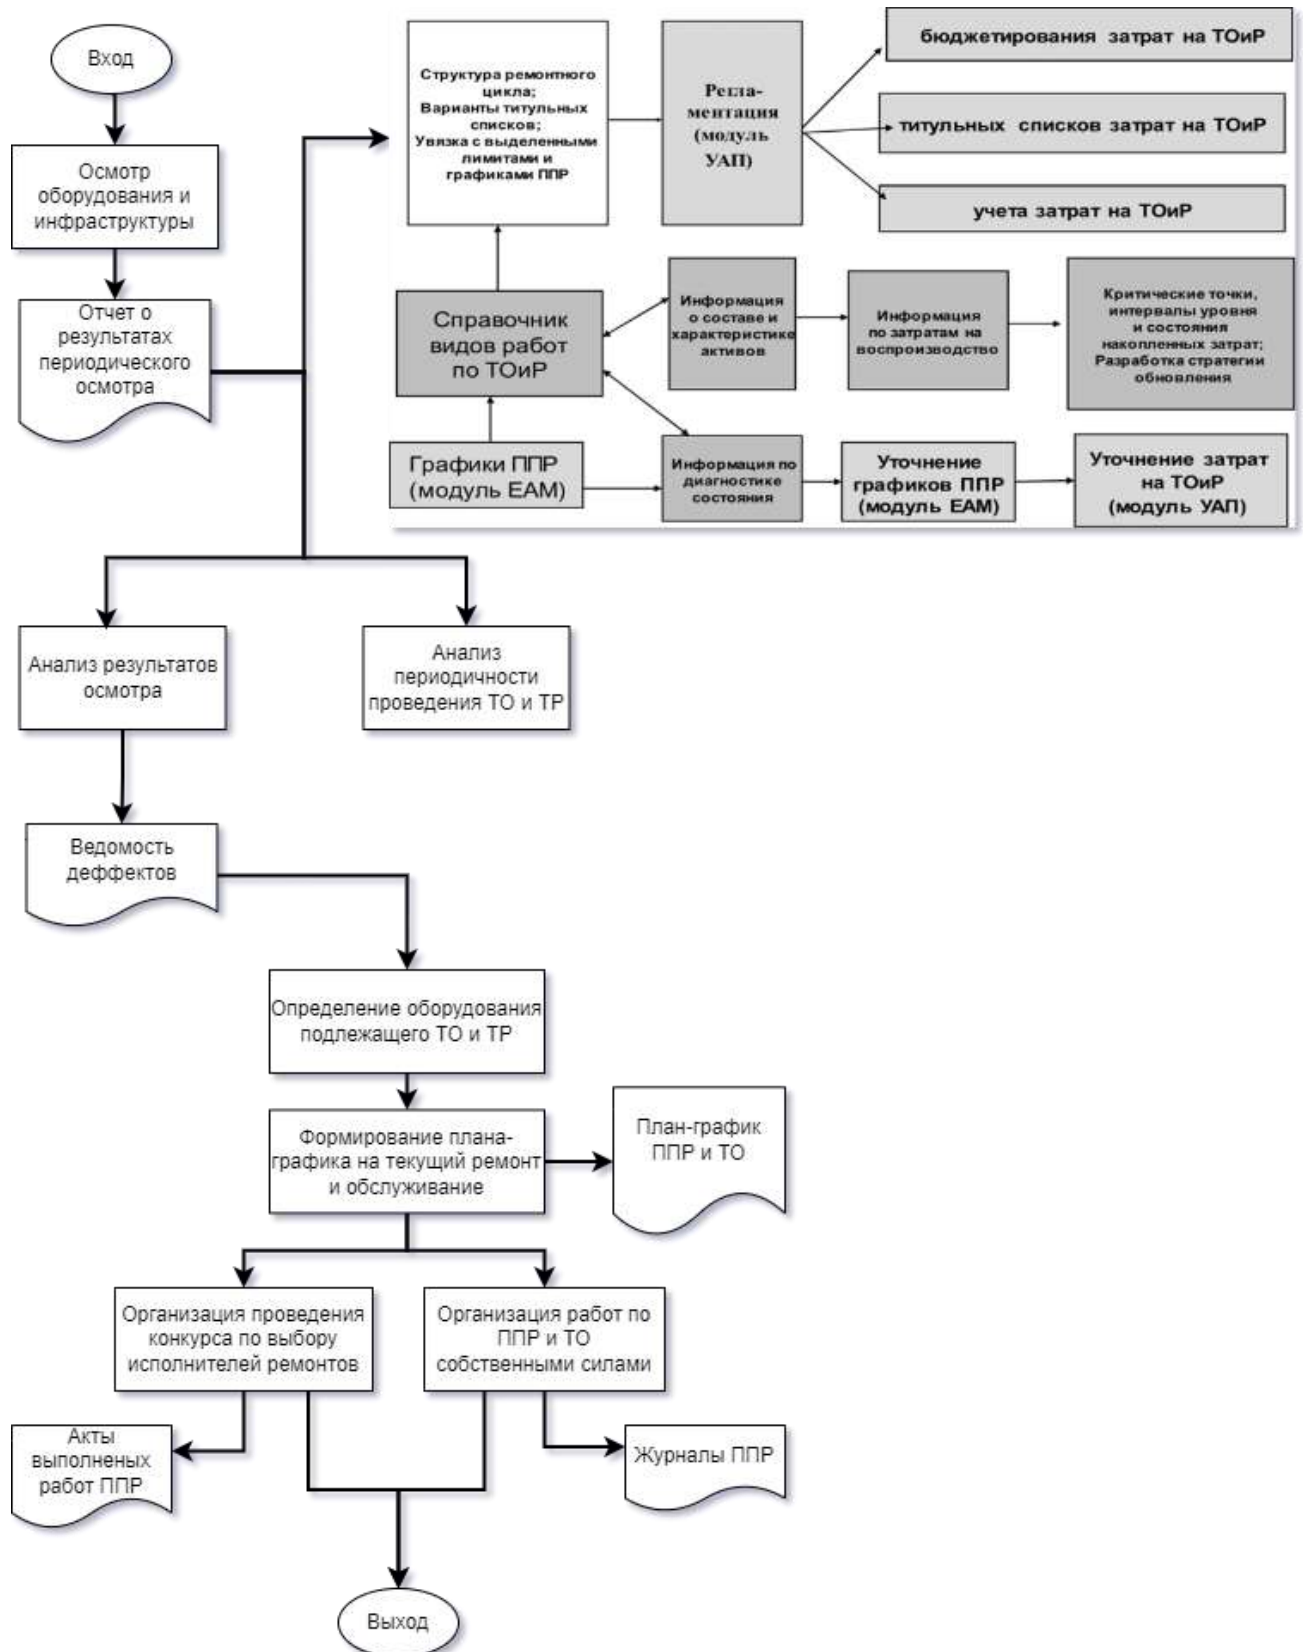 Вход
Осмотр
оборудования и
инфраструктуры
Отчет о
результатах
периодического
осмотра
Структура ремонтного
цикла;
Варианты титульных
списков;
Увязка с выделенными
лимитами и
графиками ППР
Регла-
ментация
(модуль
УАП)
бюджетирования затрат на ТОиР
титульных списков затрат на ТОиР
учета затрат на ТОиР
Справочник
видов работ
по ТОиР
Информация
о составе и
характеристике
активов
Информация
по затратам на
воспроизводство
Критические точки,
интервалы уровня
и состояния
накопленных затрат;
Разработка стратегии
обновления
Графики ППР
(модуль ЕАМ)
Информация по
диагностике
состояния
Уточнение
графиков ППР
(модуль ЕАМ)
Уточнение затрат
на ТОиР
(модуль УАП)
Анализ результатов
осмотра
Анализ
периодичности
проведения ТО и ТР
Ведомость
деффектов
Определение оборудования
подлежащего ТО и ТР
Формирование плана-
графика на текущий ремонт
и обслуживание
План-график
ППР и ТО
Организация проведения
конкурса по выбору
исполнителей ремонтов
Организация работ по
ППР и ТО
собственными силами
Акты
выполненых
работ ППР
Журналы ППР
Выход